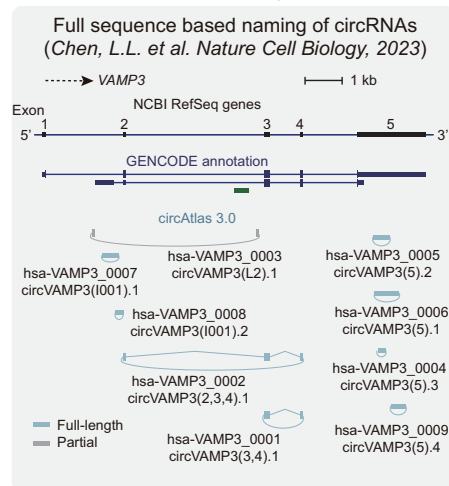 Full sequence based naming of circRNAs
(Chen, L.L. et al. Nature Cell Biology, 2023)
VAMP3
1 kb
NCBI RefSeq genes
Exon
1 2 3 4 5
5’ 3’
GENCODE annotation
circAtlas 3.0
hsa-VAMP3_0003
circVAMP3(L2).1
hsa-VAMP3_0007
circVAMP3(I001).1
hsa-VAMP3_0008
circVAMP3(I001).2
hsa-VAMP3_0002
circVAMP3(2,3,4).1
hsa-VAMP3_0001
circVAMP3(3,4).1
hsa-VAMP3_0005
circVAMP3(5).2
hsa-VAMP3_0006
circVAMP3(5).1
hsa-VAMP3_0004
circVAMP3(5).3
hsa-VAMP3_0009
circVAMP3(5).4
Full-length
Partial